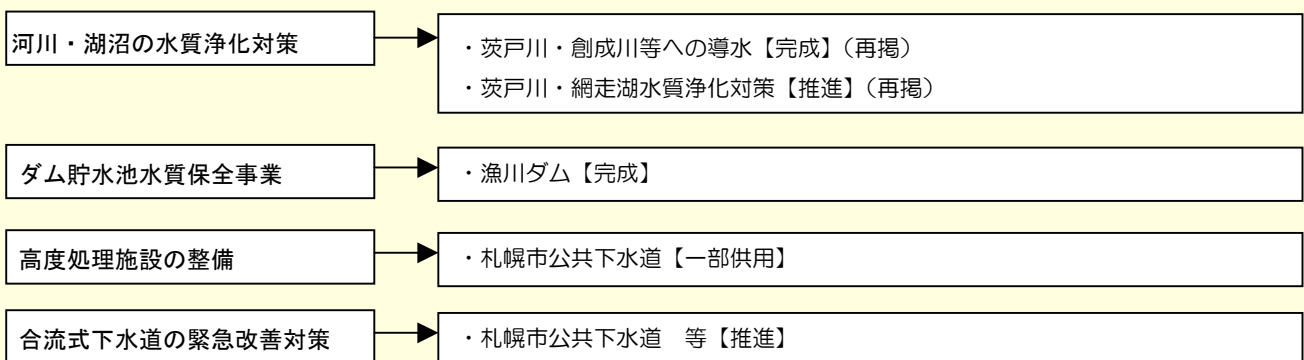 河川・湖沼の水質浄化対策
・茨戸川・創成川等への導水【完成】（再掲）
・茨戸川・網走湖水質浄化対策【推進】（再掲）
ダム貯水池水質保全事業
・漁川ダム【完成】
高度処理施設の整備
・札幌市公共下水道【一部供用】
合流式下水道の緊急改善対策
・札幌市公共下水道　等【推進】